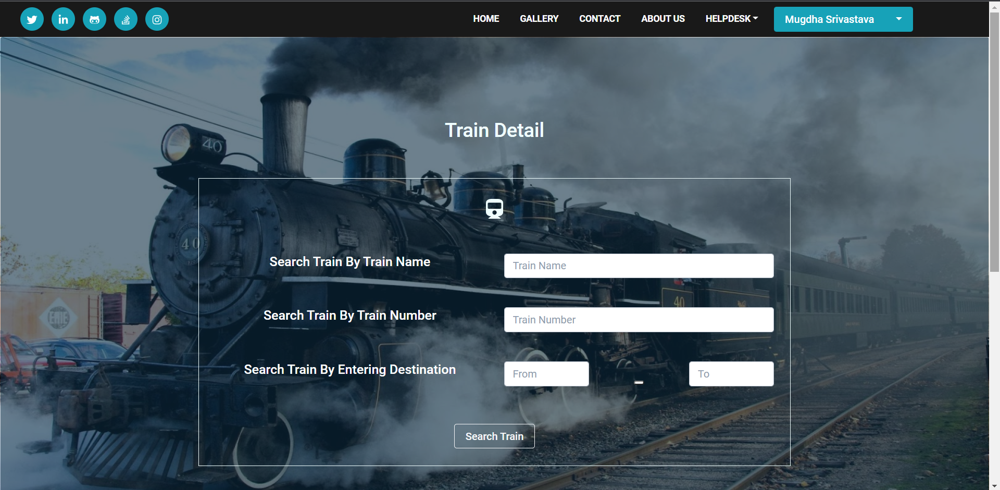 HOME GALLERY CONTACT ABOUT US HELPDESK Mugdha Srivastava
Train Detail
40
40
Search Train By Train Name Train Name
40
Search Train By Train Number Train Number
Search Train By Entering Destination From To
Search Train